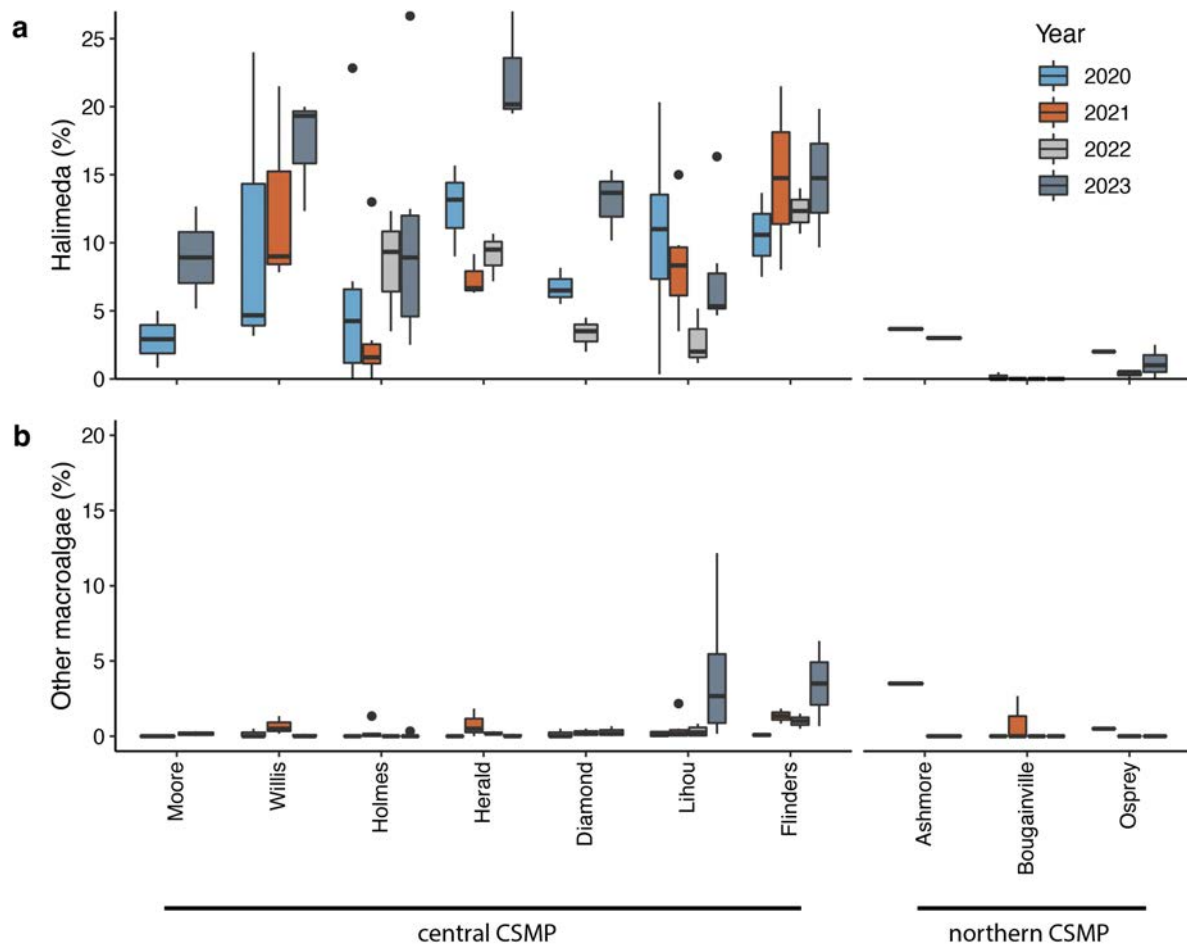 a
Halimeda (%)
25
20
15
10
5
0
Year
2020
2021
2022
2023
b
Other macroalgae (%)
20
15
10
5
0
Moore
Willis
Holmes
Herald
Diamond
Lihou
Flinders
Ashmore
Bougainville
Osprey
central CSMP
northern CSMP